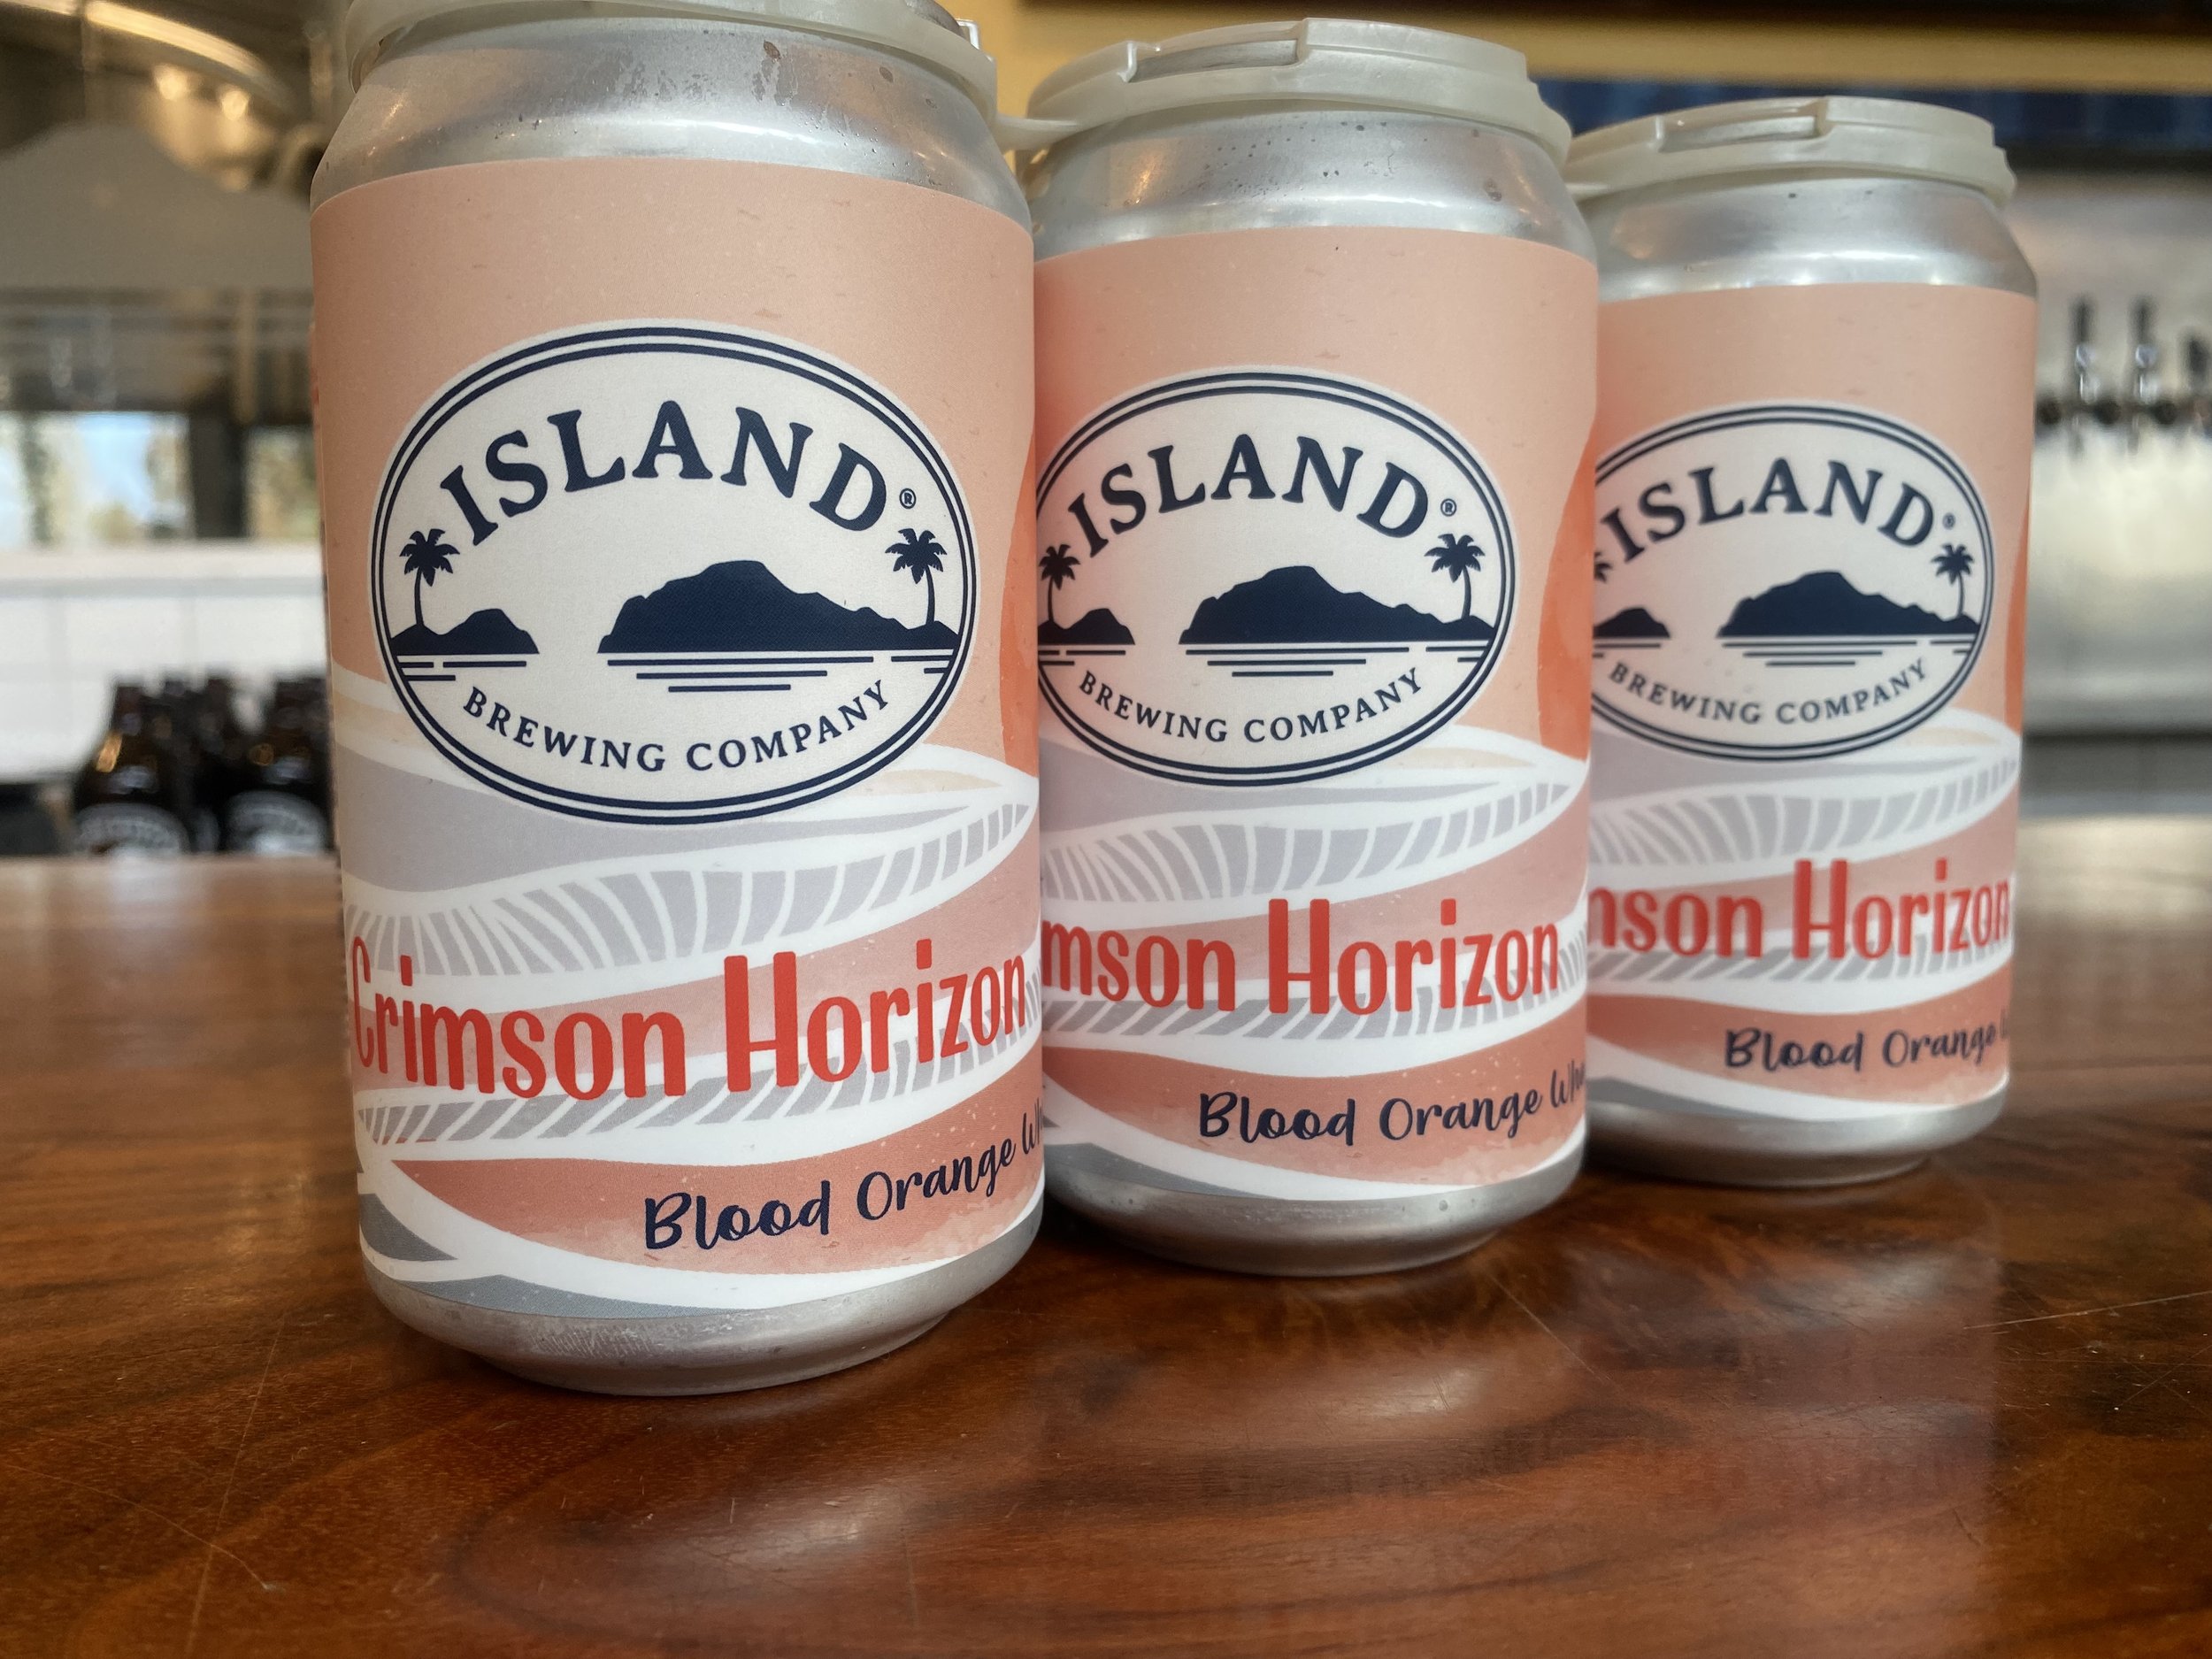 ISLAND®
BREWING COMPANY
Crimson Horizon
Blood Orange
ISLAND®
BREWING COMPANY
mson Horizon
Blood Orange Whe
ISLAND®
BREWING COMPANY
nson Horizon
Blood Orange